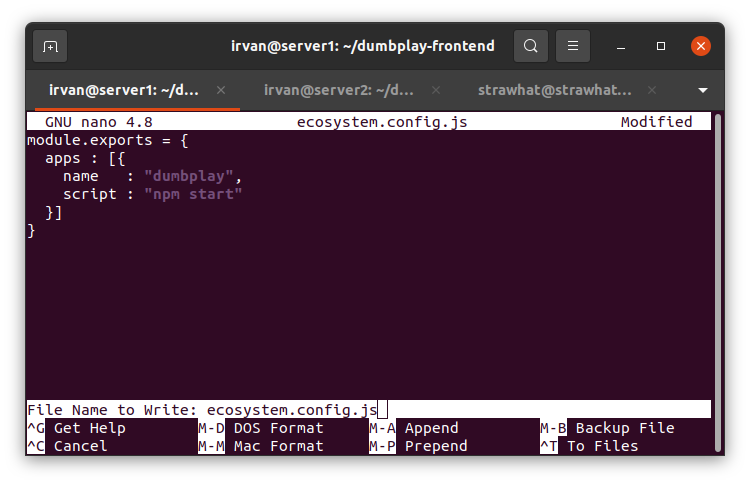 irvan@server1: ~/dumbplay-frontend
irvan@server1: ~/d... irvan@server2: ~/d... strawhat@strawhat...
GNU nano 4.8 ecosystem.config.js Modified
module.exports = {
  apps : [{
    name   : "dumbplay",
    script : "npm start"
  }]
}
File Name to Write: ecosystem.config.js
^G Get Help M-D DOS Format M-A Append M-B Backup File
^C Cancel M-M Mac Format M-P Prepend ^T To Files